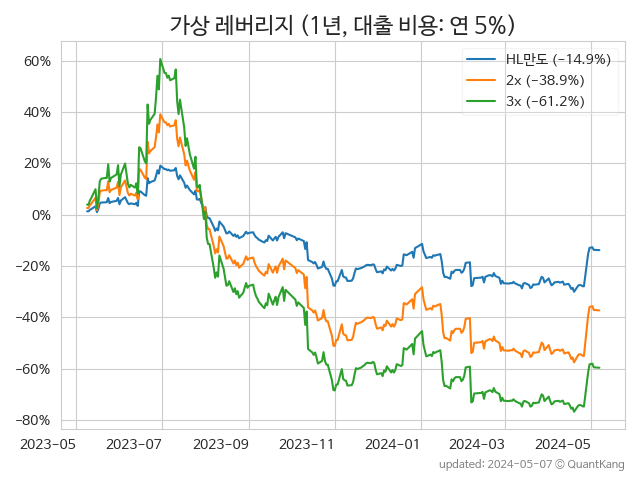 가상 레버리지 (1년, 대출 비용: 연 5%)
HL만도 (-14.9%)
2x (-38.9%)
3x (-61.2%)
60%
40%
20%
0%
-20%
-40%
-60%
-80%
2023-05 2023-07 2023-09 2023-11 2024-01 2024-03 2024-05
updated: 2024-05-07 © QuantKang